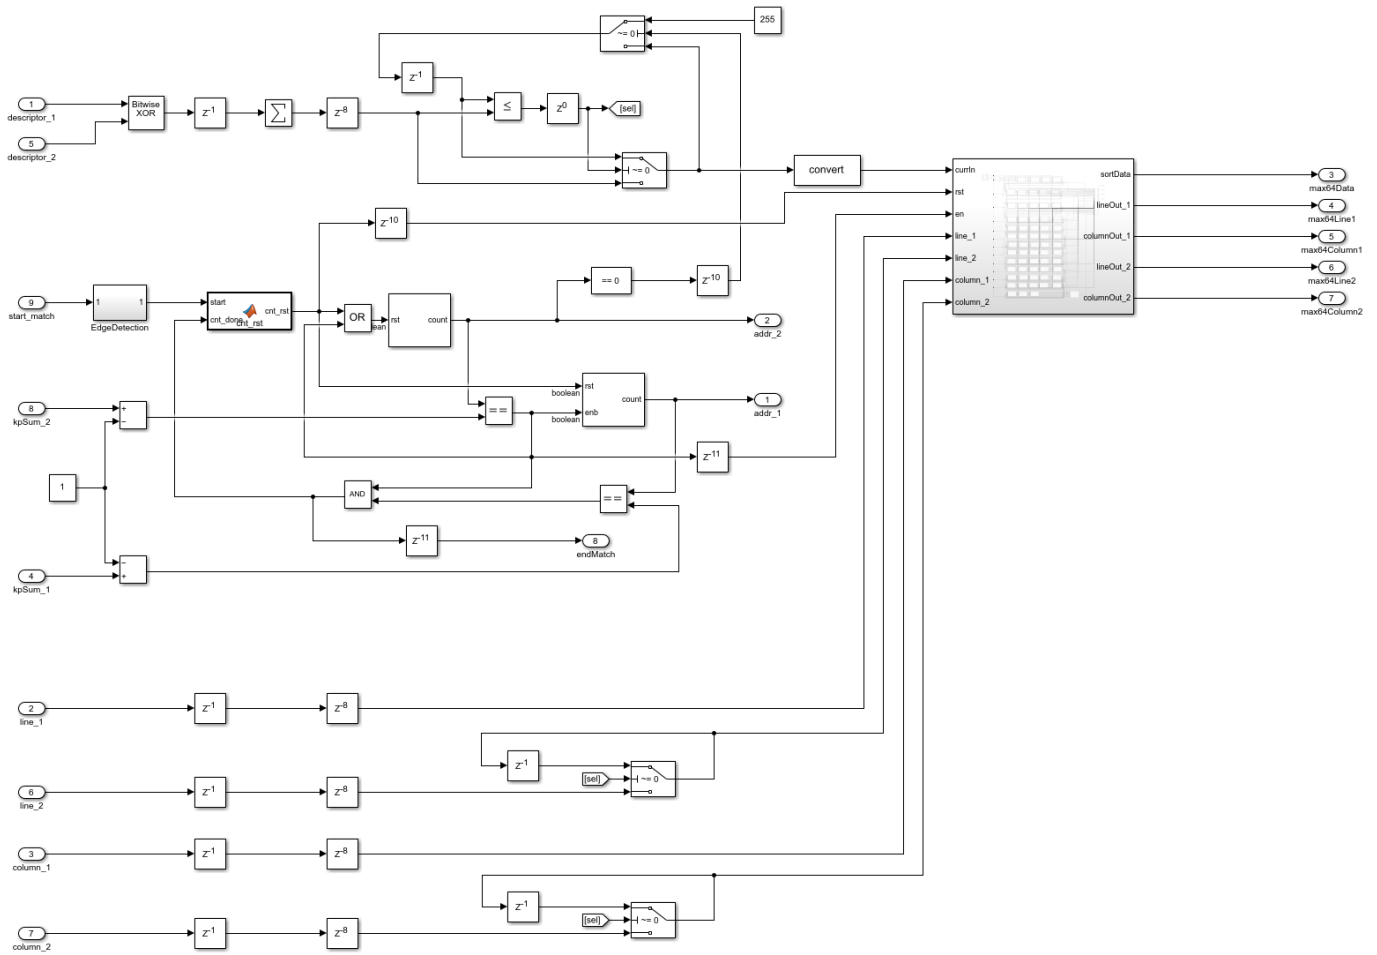 255
~= 0
z-1
1
descriptor_1
5
descriptor_2
Bitwise
XOR
z-1
∑
z-8
≤
z0
[sel]
~= 0
convert
currIn
rst
en
line_1
line_2
column_1
column_2
sortData
lineOut_1
columnOut_1
lineOut_2
columnOut_2
3
max64Data
4
max64Line1
5
max64Column1
6
max64Line2
7
max64Column2
z-10
9
start_match
1
1
EdgeDetection
start
cnt_done
cnt_rst
cnt_rst
OR
ean
rst
count
== 0
z-10
2
addr_2
rst
boolean
enb
boolean
count
1
addr_1
8
kpSum_2
+
−
==
z-11
1
AND
==
z-11
8
endMatch
4
kpSum_1
−
+
2
line_1
z-1
z-8
z-1
[sel]
~= 0
6
line_2
z-1
z-8
3
column_1
z-1
z-8
z-1
[sel]
~= 0
7
column_2
z-1
z-8